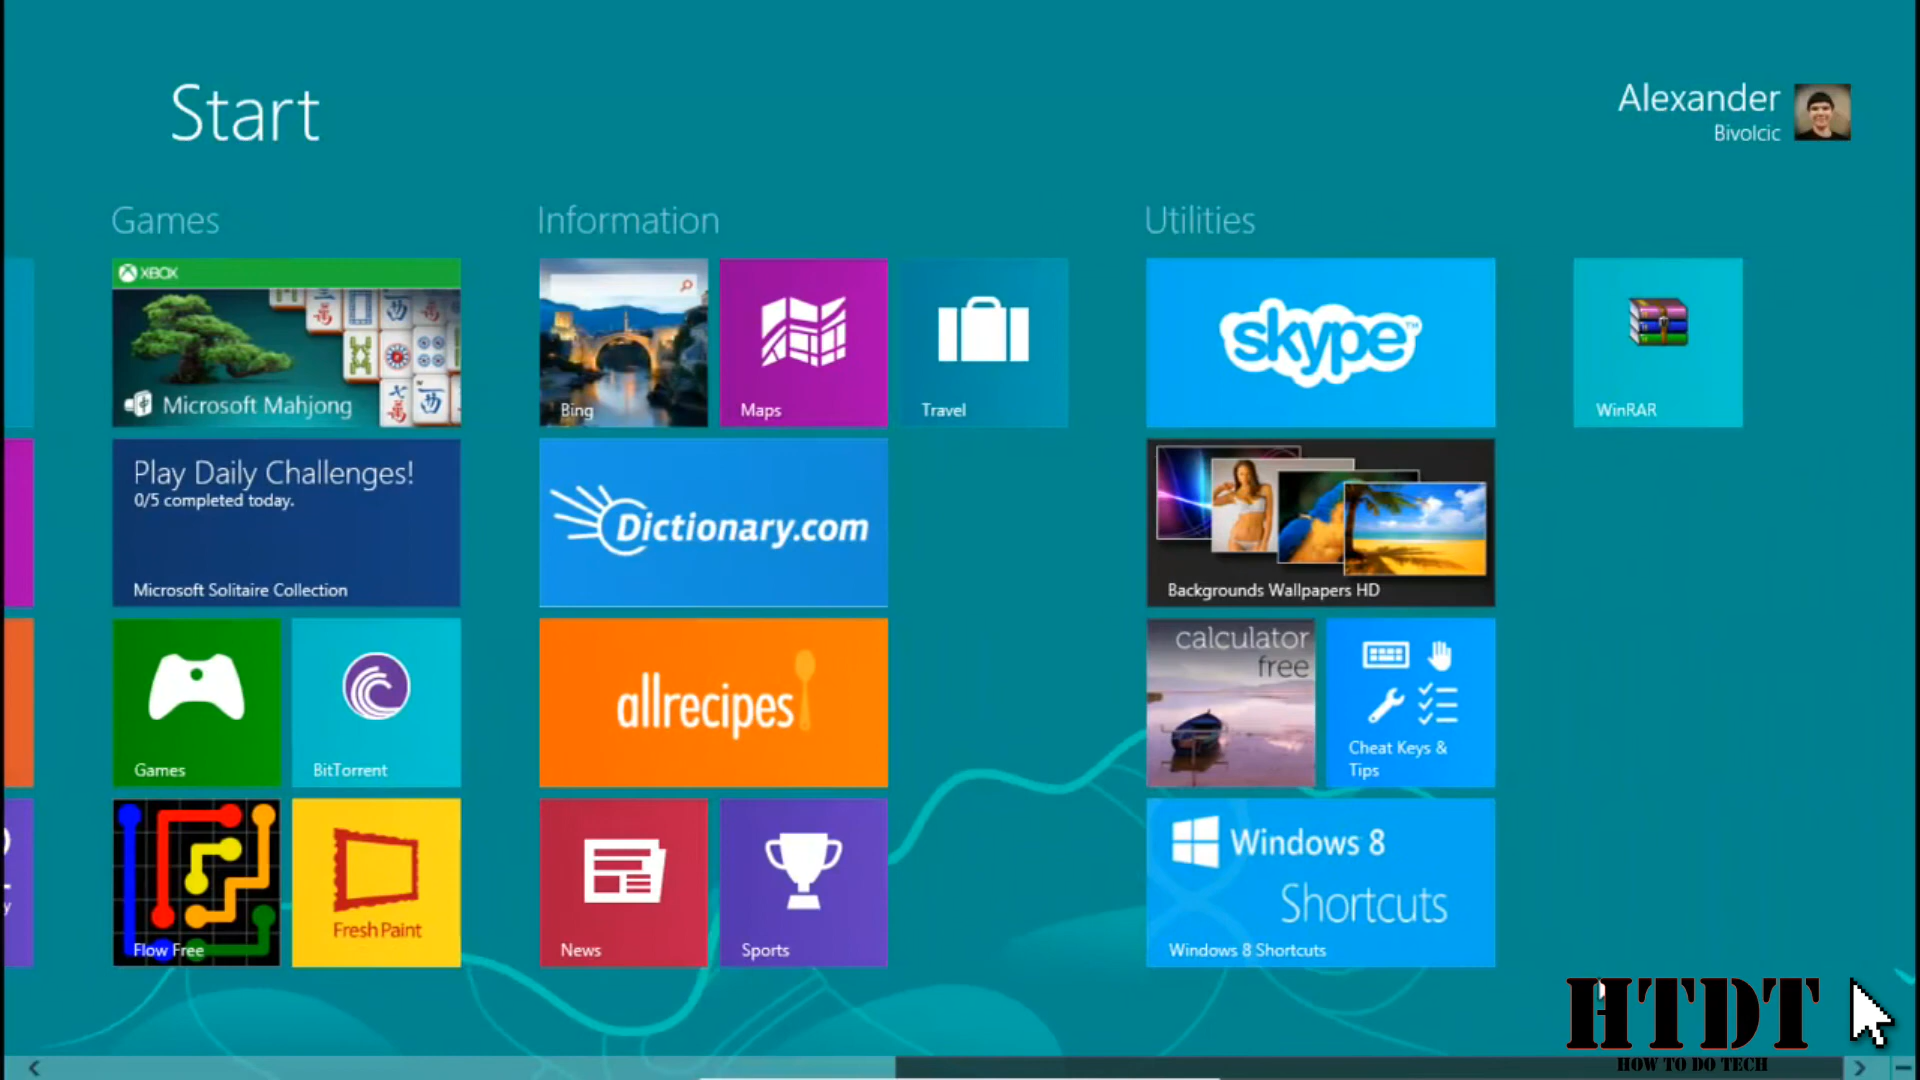 Start
Alexander
Bivolcic
Games
XBOX
Microsoft Mahjong
Play Daily Challenges!
0/5 completed today.
Microsoft Solitaire Collection
Games
BitTorrent
Flow Free
Fresh Paint
Information
Bing
Maps
Travel
Dictionary.com
allrecipes
News
Sports
Utilities
skype™
Backgrounds Wallpapers HD
calculator
free
Cheat Keys &
Tips
Windows 8
Shortcuts
Windows 8 Shortcuts
WinRAR
y
HTDT
HOW TO DO TECH